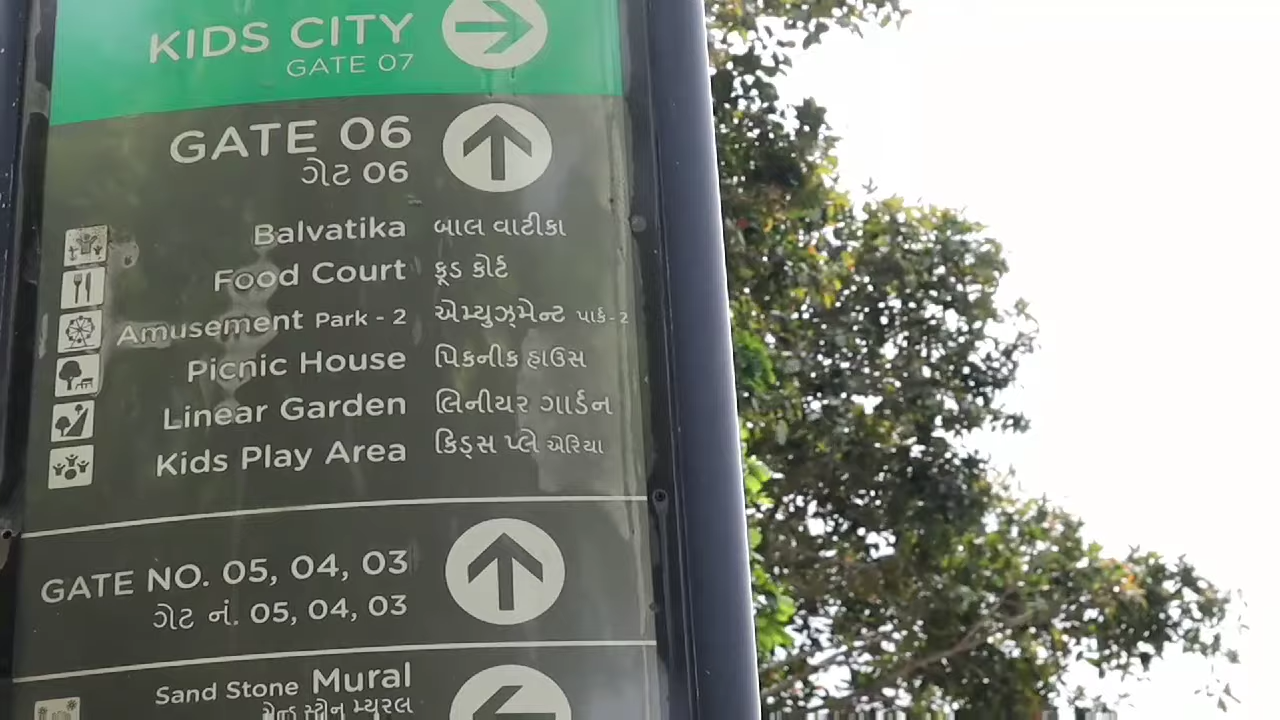 KIDS CITY
GATE 07
GATE 06
ગેટ 06
Balvatika બાલ વાટીકા
Food Court ફૂડ કોર્ટ
Amusement Park - 2 એમ્યુઝ્મેન્ટ પાર્ક-2
Picnic House પિકનીક હાઉસ
Linear Garden લિનીયર ગાર્ડન
Kids Play Area કિડ્સ પ્લે એરિયા
GATE NO. 05, 04, 03
ગેટ નં. 05, 04, 03
Sand Stone Mural
સેન્ડ સ્ટોન મ્યુરલ